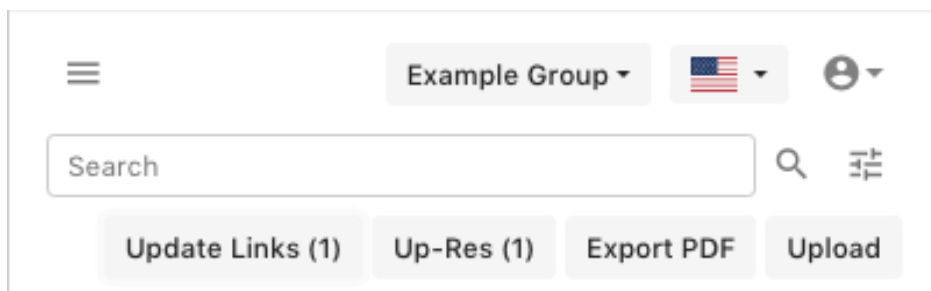 Example Group
Search
Update Links (1) Up-Res (1) Export PDF Upload